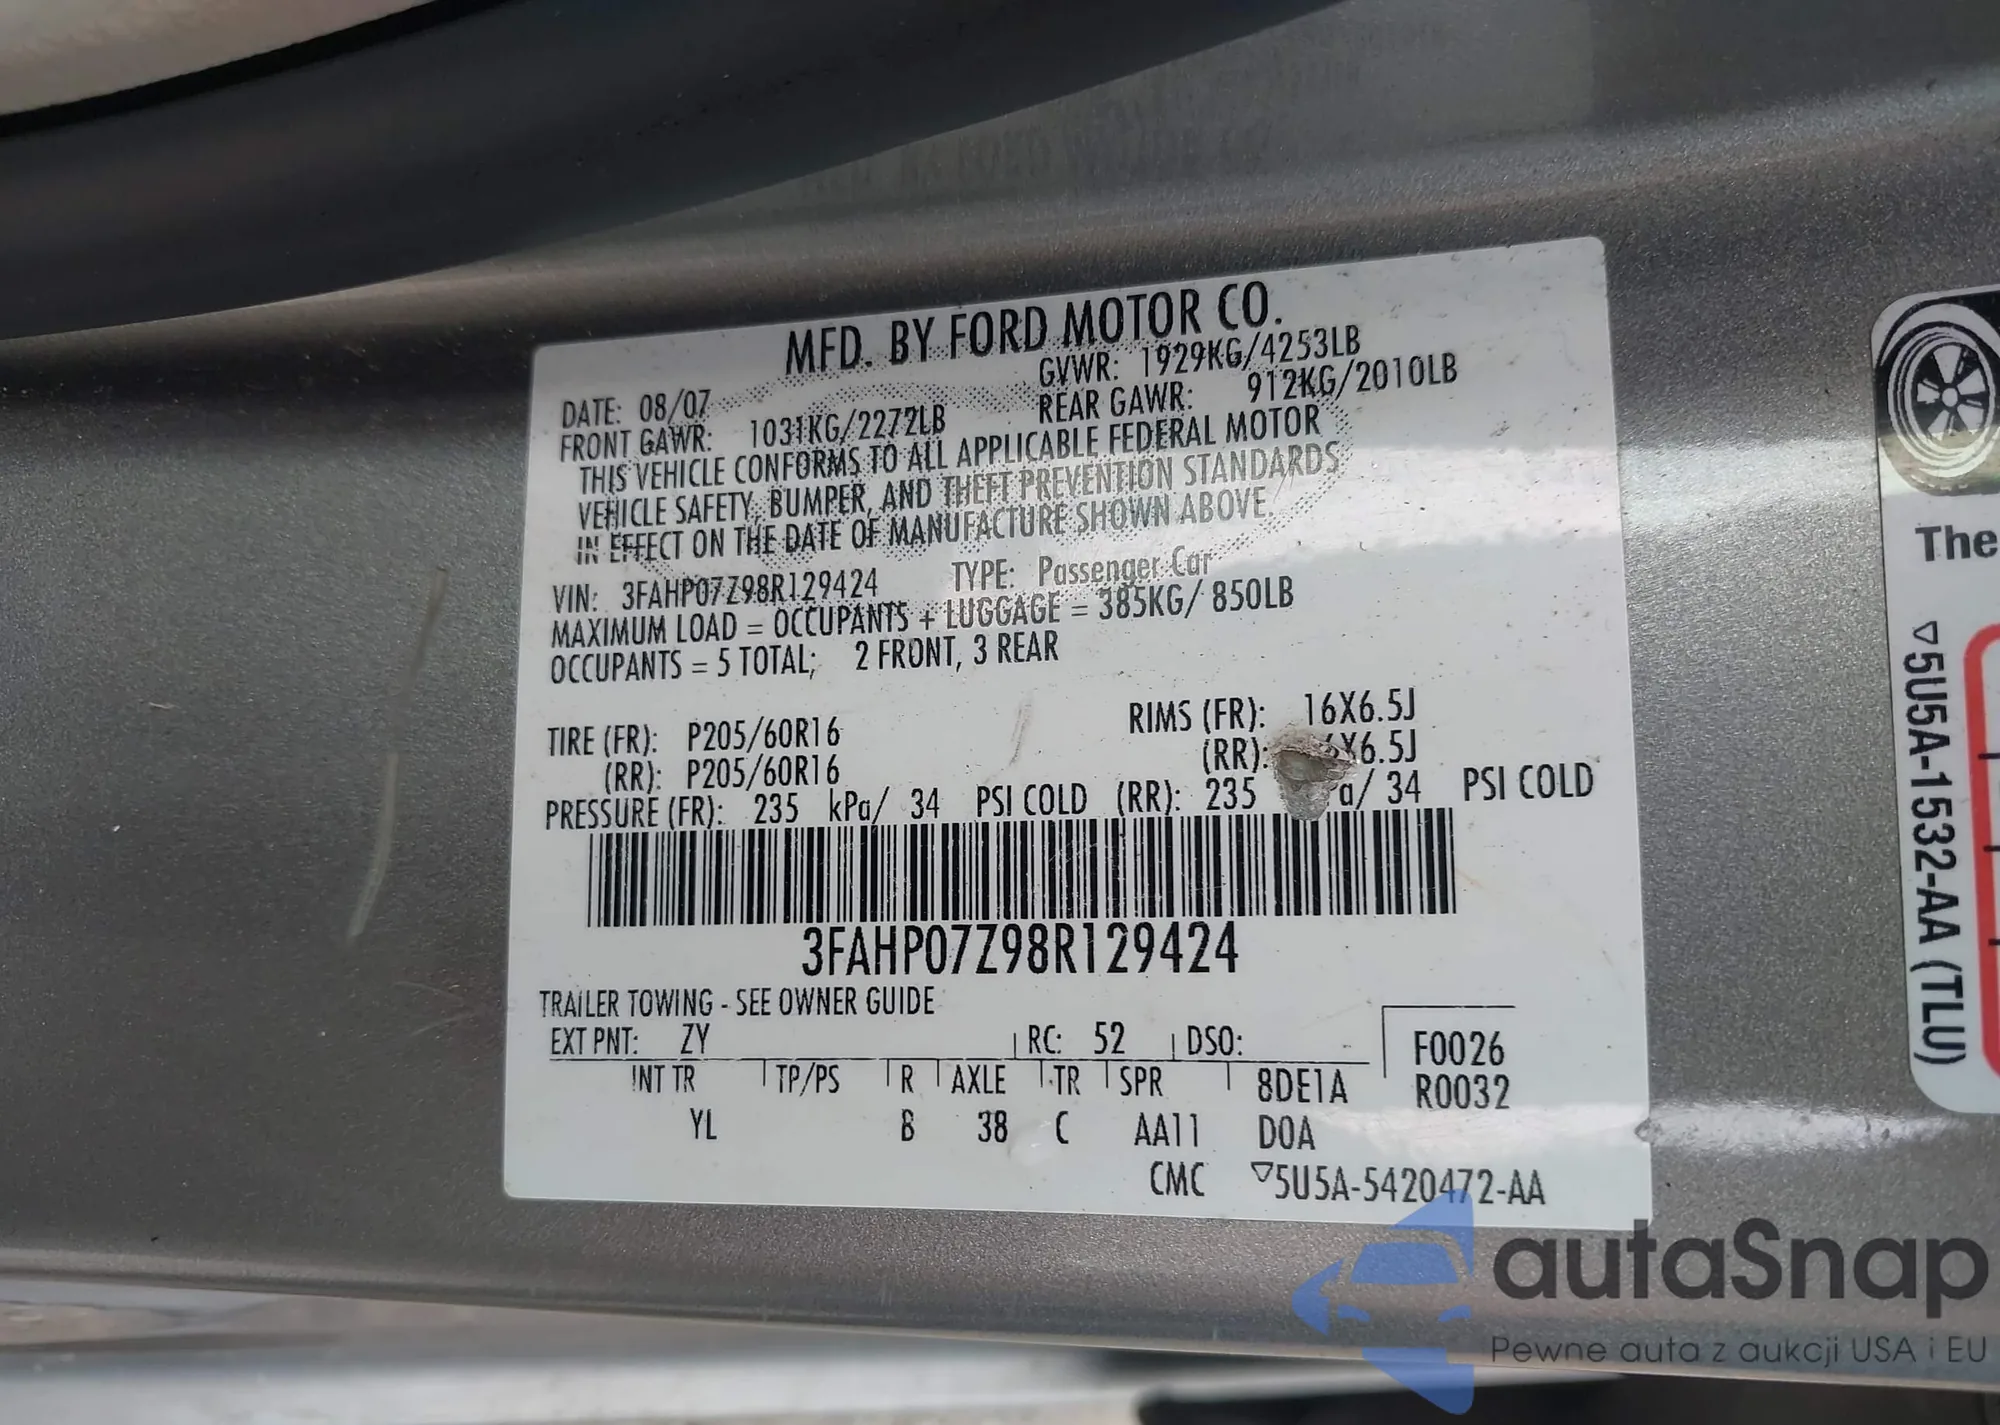 MFD. BY FORD MOTOR CO.
DATE: 08/07
GVWR: 1929KG/4253LB
FRONT GAWR: 1031KG/2272LB
REAR GAWR: 912KG/2010LB
THIS VEHICLE CONFORMS TO ALL APPLICABLE FEDERAL MOTOR
VEHICLE SAFETY, BUMPER, AND THEFT PREVENTION STANDARDS
IN EFFECT ON THE DATE OF MANUFACTURE SHOWN ABOVE.
VIN: 3FAHP07Z98R129424 TYPE: Passenger Car
MAXIMUM LOAD = OCCUPANTS + LUGGAGE = 385KG/ 850LB
OCCUPANTS = 5 TOTAL; 2 FRONT, 3 REAR
TIRE (FR): P205/60R16 RIMS (FR): 16X6.5J
(RR): P205/60R16 (RR): X6.5J
PRESSURE (FR): 235 kPa/ 34 PSI COLD (RR): 235 a/ 34 PSI COLD
3FAHP07Z98R129424
TRAILER TOWING - SEE OWNER GUIDE
EXT PNT: ZY RC: 52 DSO: F0026
INT TR TP/PS R AXLE TR SPR 8DE1A R0032
YL B 38 C AA11 D0A
CMC ▽5U5A-5420472-AA
The
▽5U5A-1532-AA (TLU)
autaSnap
Pewne auta z aukcji USA i EU